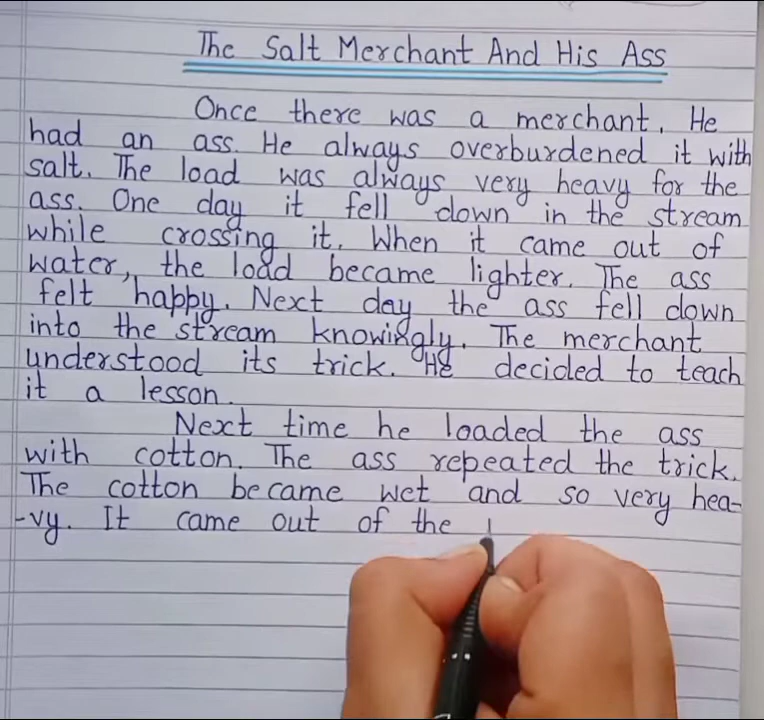 The Salt Merchant And His Ass
Once there was a merchant. He
had an ass. He always overburdened it with
salt. The load was always very heavy for the
ass. One day it fell down in the stream
while crossing it. When it came out of
water, the load became lighter. The ass
felt happy. Next day the ass fell down
into the stream knowingly. The merchant
understood its trick. He decided to teach
it a lesson.
Next time he loaded the ass
with cotton. The ass repeated the trick.
The cotton became wet and so very hea-
-vy. It came out of the